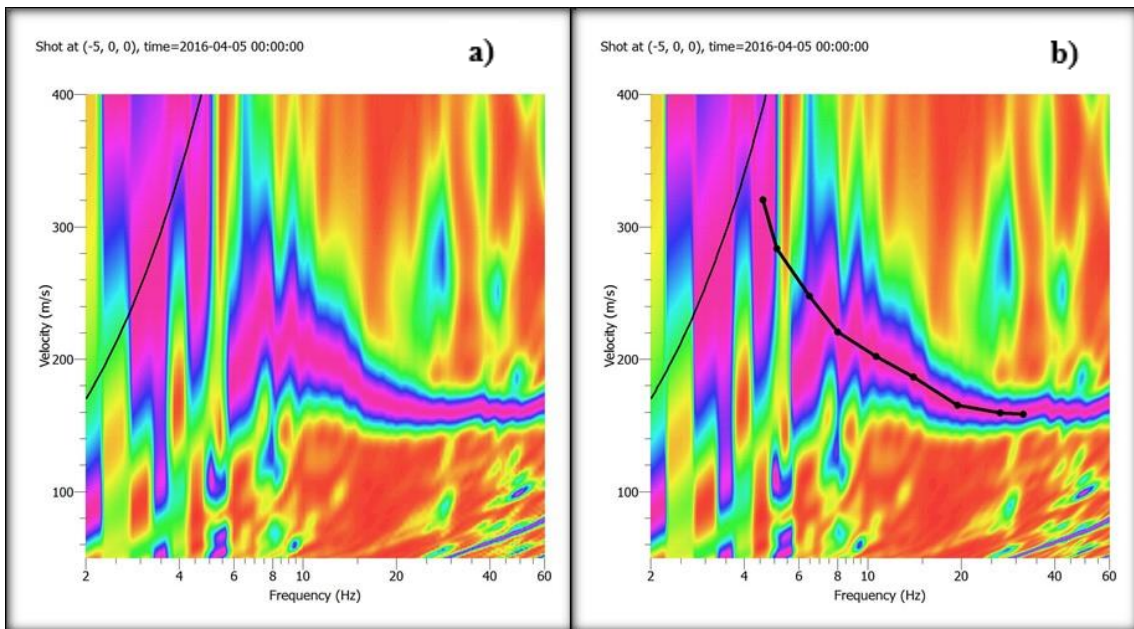 Shot at (-5, 0, 0), time=2016-04-05 00:00:00
a)
400
300
200
100
Velocity (m/s)
2 4 6 8 10 20 40 60
Frequency (Hz)
Shot at (-5, 0, 0), time=2016-04-05 00:00:00
b)
400
300
200
100
Velocity (m/s)
2 4 6 8 10 20 40 60
Frequency (Hz)